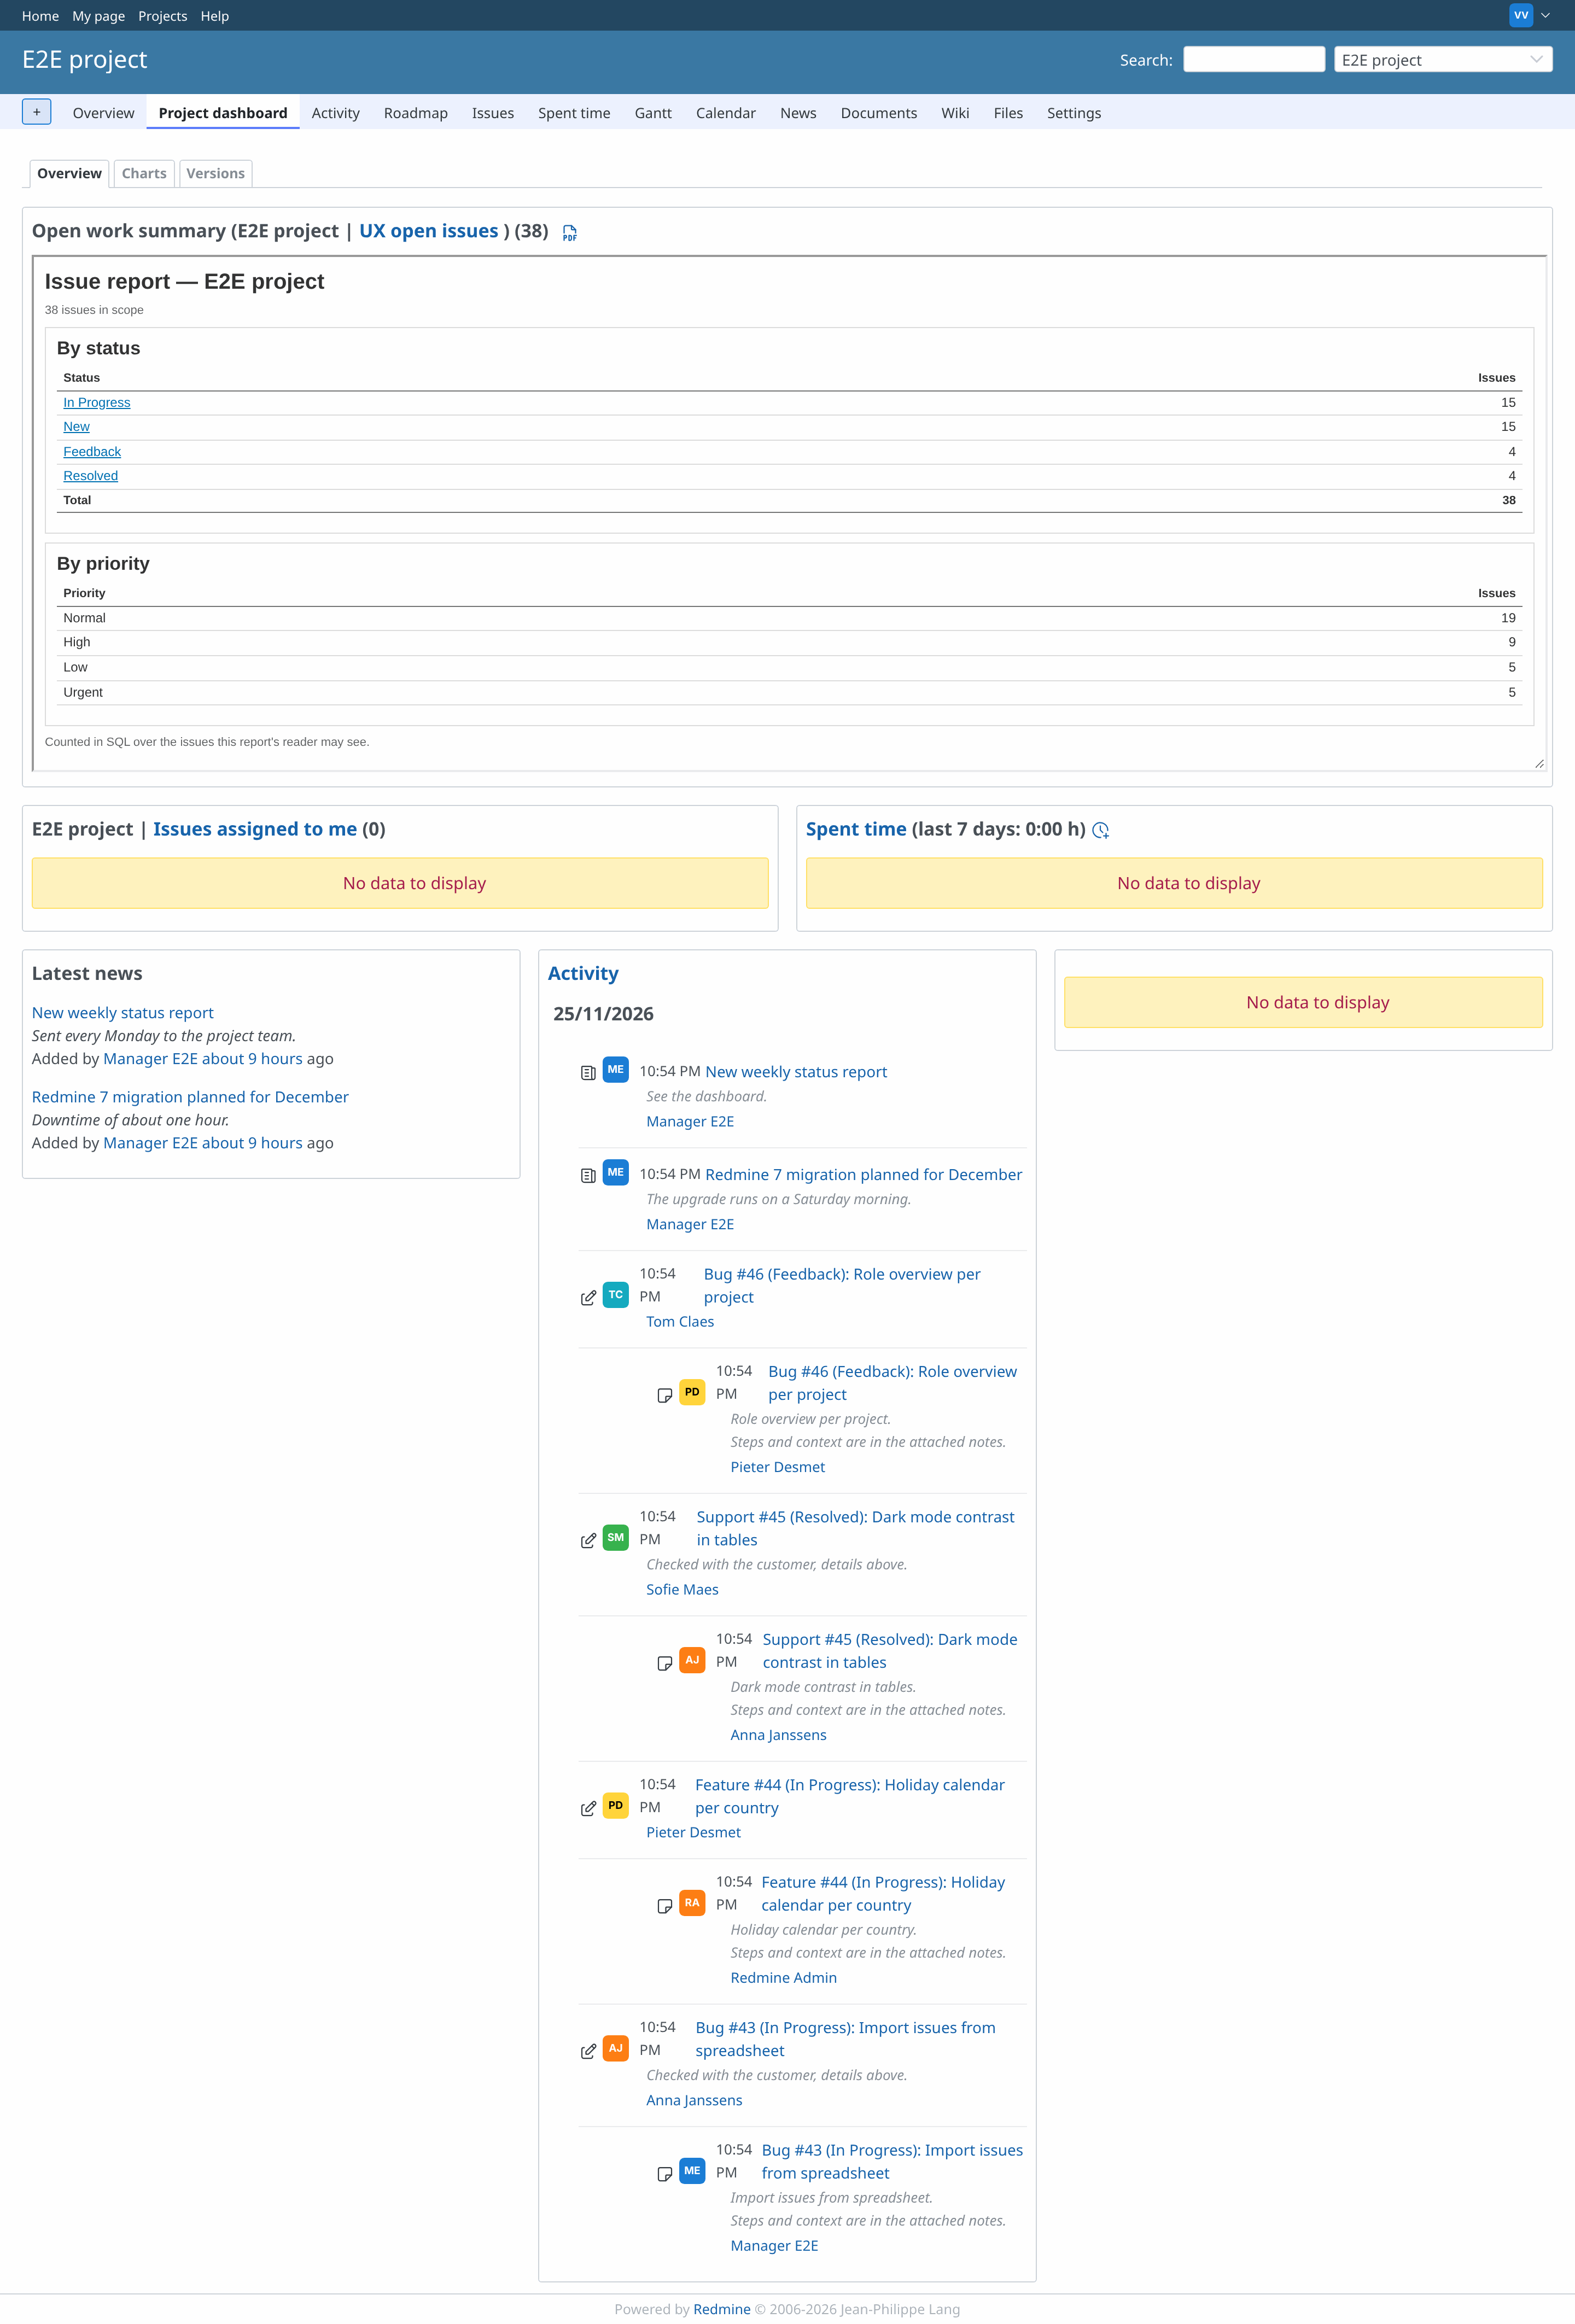 Home My page Projects Help
VV
E2E project
Search:
E2E project
+ Overview Project dashboard Activity Roadmap Issues Spent time Gantt Calendar News Documents Wiki Files Settings
Overview Charts Versions
Open work summary (E2E project | UX open issues ) (38) PDF
Issue report — E2E project
38 issues in scope
By status
Status Issues
In Progress 15
New 15
Feedback 4
Resolved 4
Total 38
By priority
Priority Issues
Normal 19
High 9
Low 5
Urgent 5
Counted in SQL over the issues this report's reader may see.
E2E project | Issues assigned to me (0)
No data to display
Spent time (last 7 days: 0:00 h)
No data to display
Latest news
New weekly status report
Sent every Monday to the project team.
Added by Manager E2E about 9 hours ago
Redmine 7 migration planned for December
Downtime of about one hour.
Added by Manager E2E about 9 hours ago
Activity
25/11/2026
ME 10:54 PM New weekly status report
See the dashboard.
Manager E2E
ME 10:54 PM Redmine 7 migration planned for December
The upgrade runs on a Saturday morning.
Manager E2E
TC 10:54 PM Bug #46 (Feedback): Role overview per
project
Tom Claes
PD 10:54 PM Bug #46 (Feedback): Role overview
per project
Role overview per project.
Steps and context are in the attached notes.
Pieter Desmet
SM 10:54 PM Support #45 (Resolved): Dark mode contrast
in tables
Checked with the customer, details above.
Sofie Maes
AJ 10:54 PM Support #45 (Resolved): Dark mode
contrast in tables
Dark mode contrast in tables.
Steps and context are in the attached notes.
Anna Janssens
PD 10:54 PM Feature #44 (In Progress): Holiday calendar
per country
Pieter Desmet
RA 10:54 PM Feature #44 (In Progress): Holiday
calendar per country
Holiday calendar per country.
Steps and context are in the attached notes.
Redmine Admin
AJ 10:54 PM Bug #43 (In Progress): Import issues from
spreadsheet
Checked with the customer, details above.
Anna Janssens
ME 10:54 PM Bug #43 (In Progress): Import issues
from spreadsheet
Import issues from spreadsheet.
Steps and context are in the attached notes.
Manager E2E
No data to display
Powered by Redmine © 2006-2026 Jean-Philippe Lang